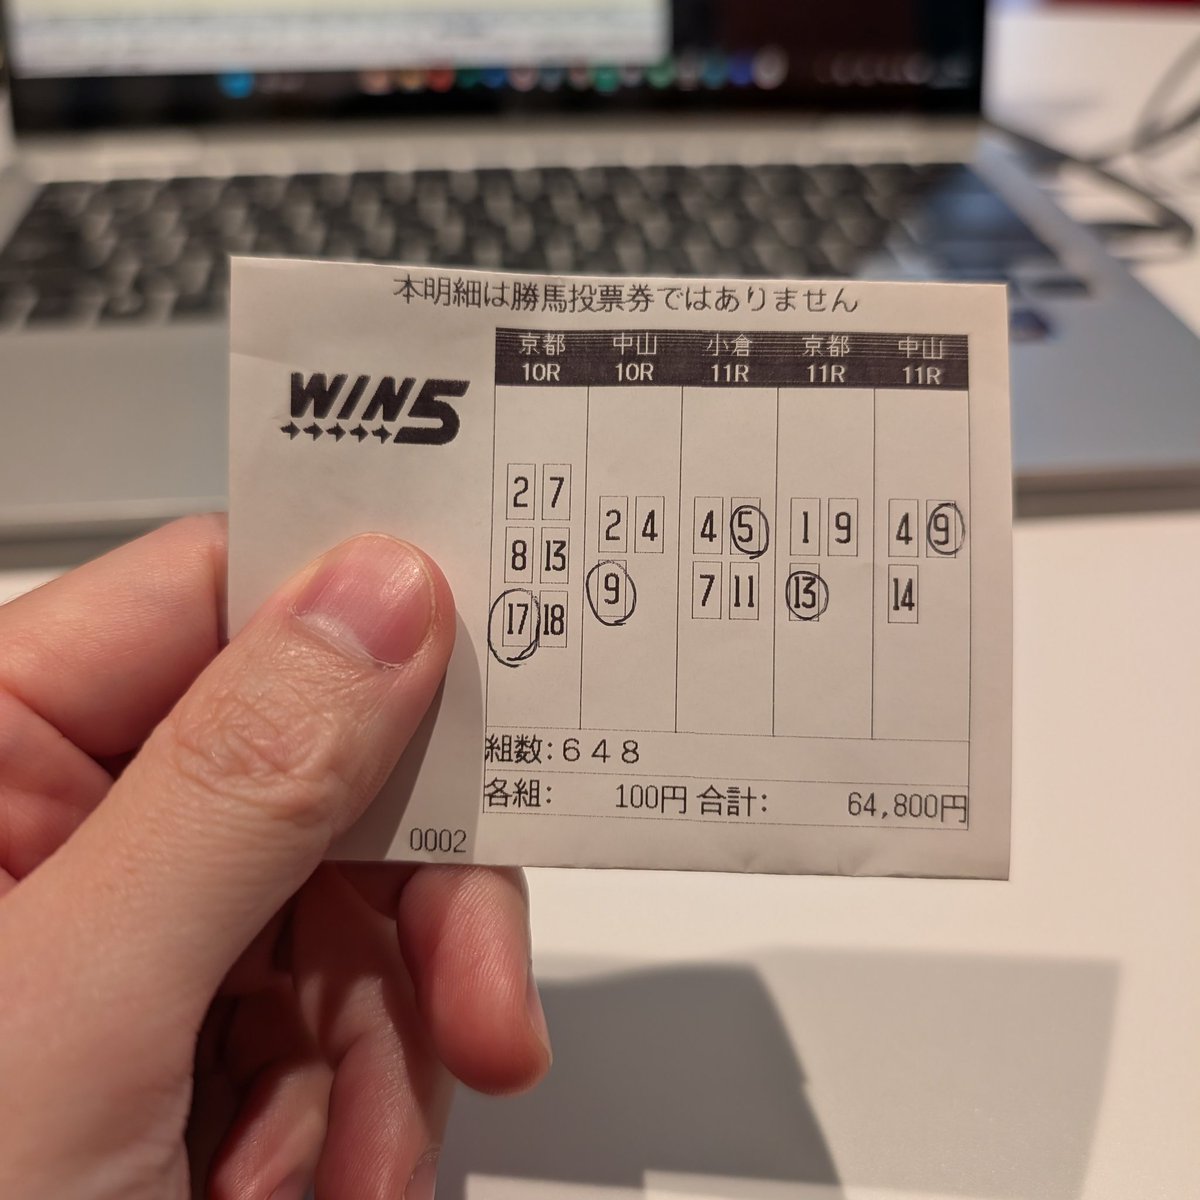 本明細は勝馬投票券ではありません
WIN5
京都 中山 小倉 京都 中山
10R 10R 11R 11R 11R
2 7
8 13
17 18
2 4
9
4 5
7 11
1 9
13
4 9
14
組数:648
各組: 100円 合計: 64,800円
0002